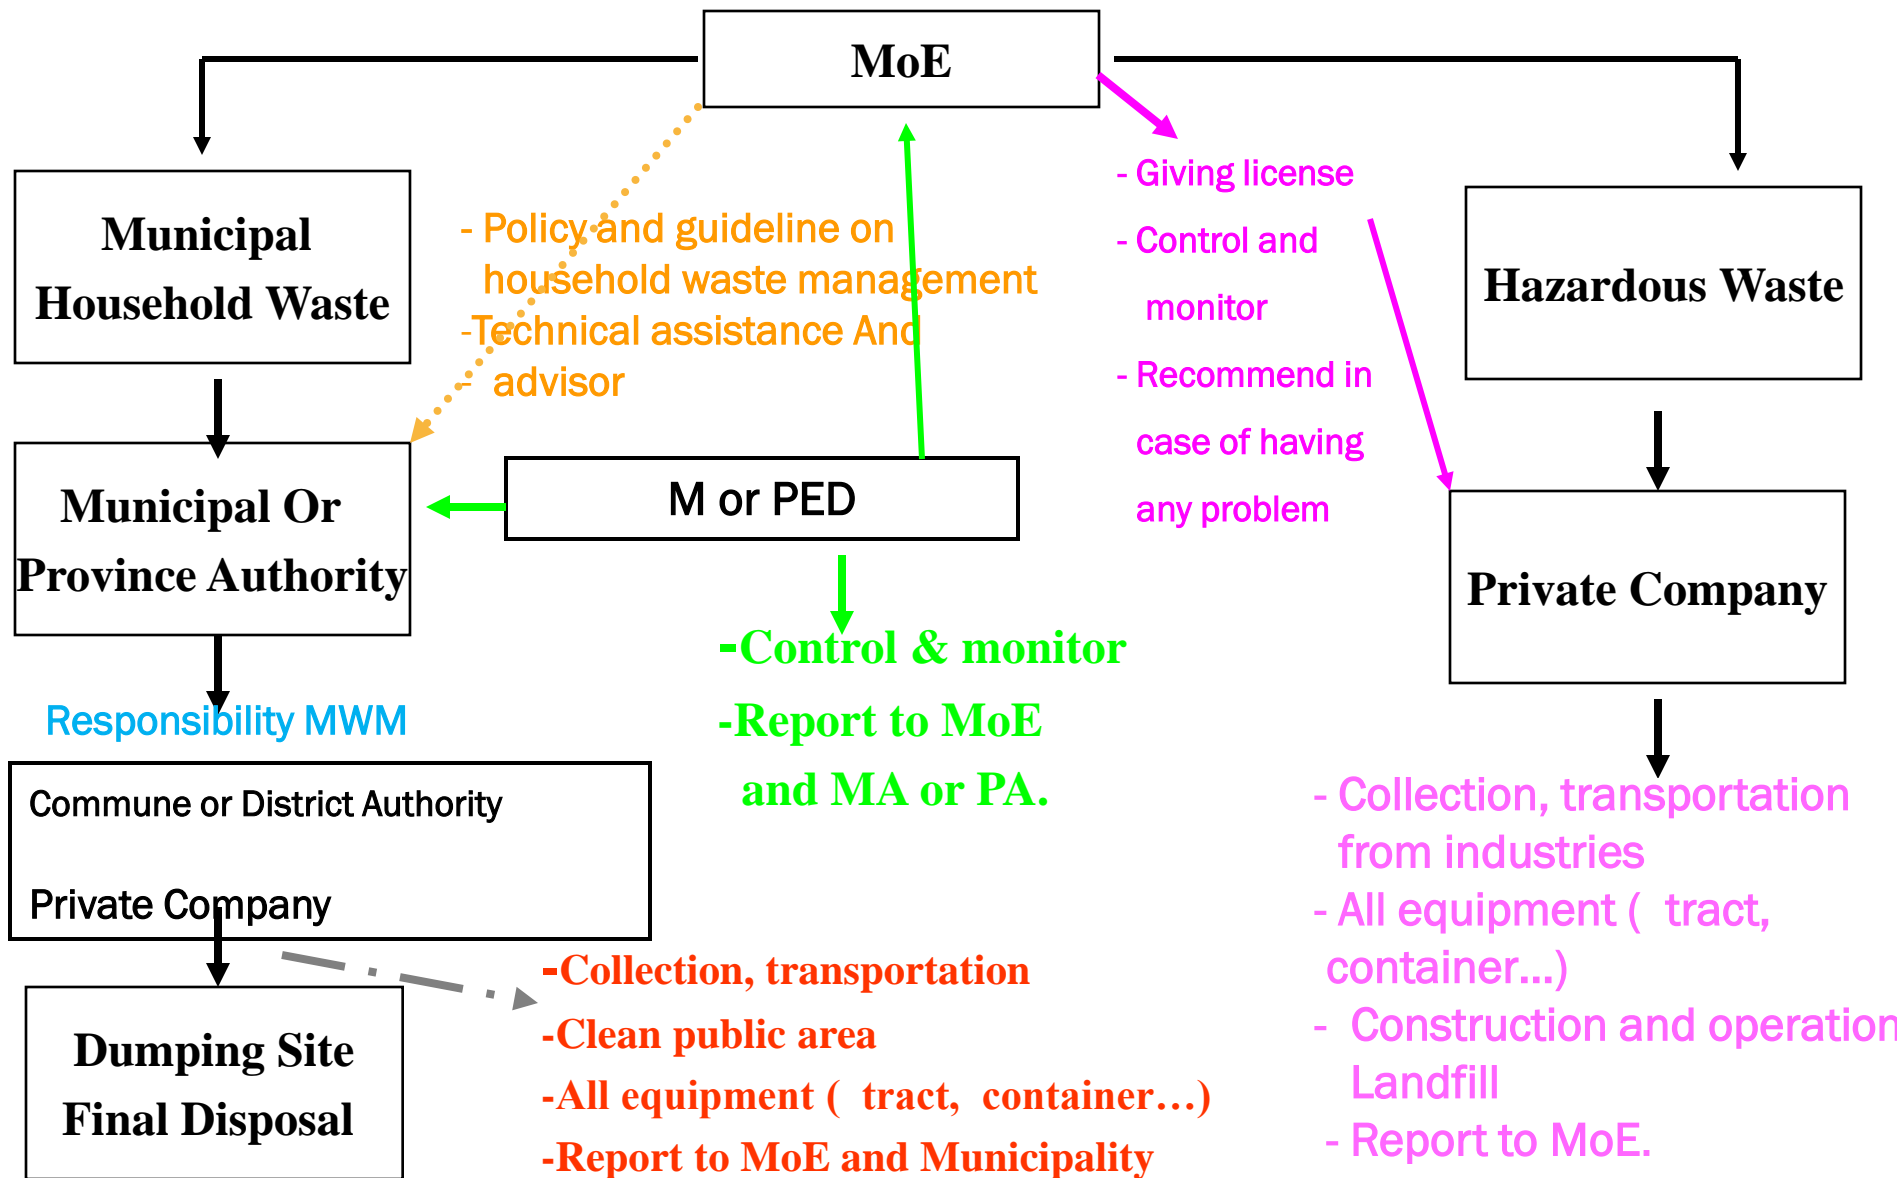 MoE
Municipal
Household Waste
- Policy and guideline on
household waste management
-Technical assistance And
- advisor
- Giving license
- Control and
monitor
- Recommend in
case of having
any problem
Hazardous Waste
Municipal Or
Province Authority
M or PED
Private Company
-Control & monitor
-Report to MoE
and MA or PA.
Responsibility MWM
Commune or District Authority
Private Company
Dumping Site
Final Disposal
-Collection, transportation
-Clean public area
-All equipment ( tract, container...)
-Report to MoE and Municipality
- Collection, transportation
from industries
- All equipment ( tract,
container...)
- Construction and operation
Landfill
- Report to MoE.